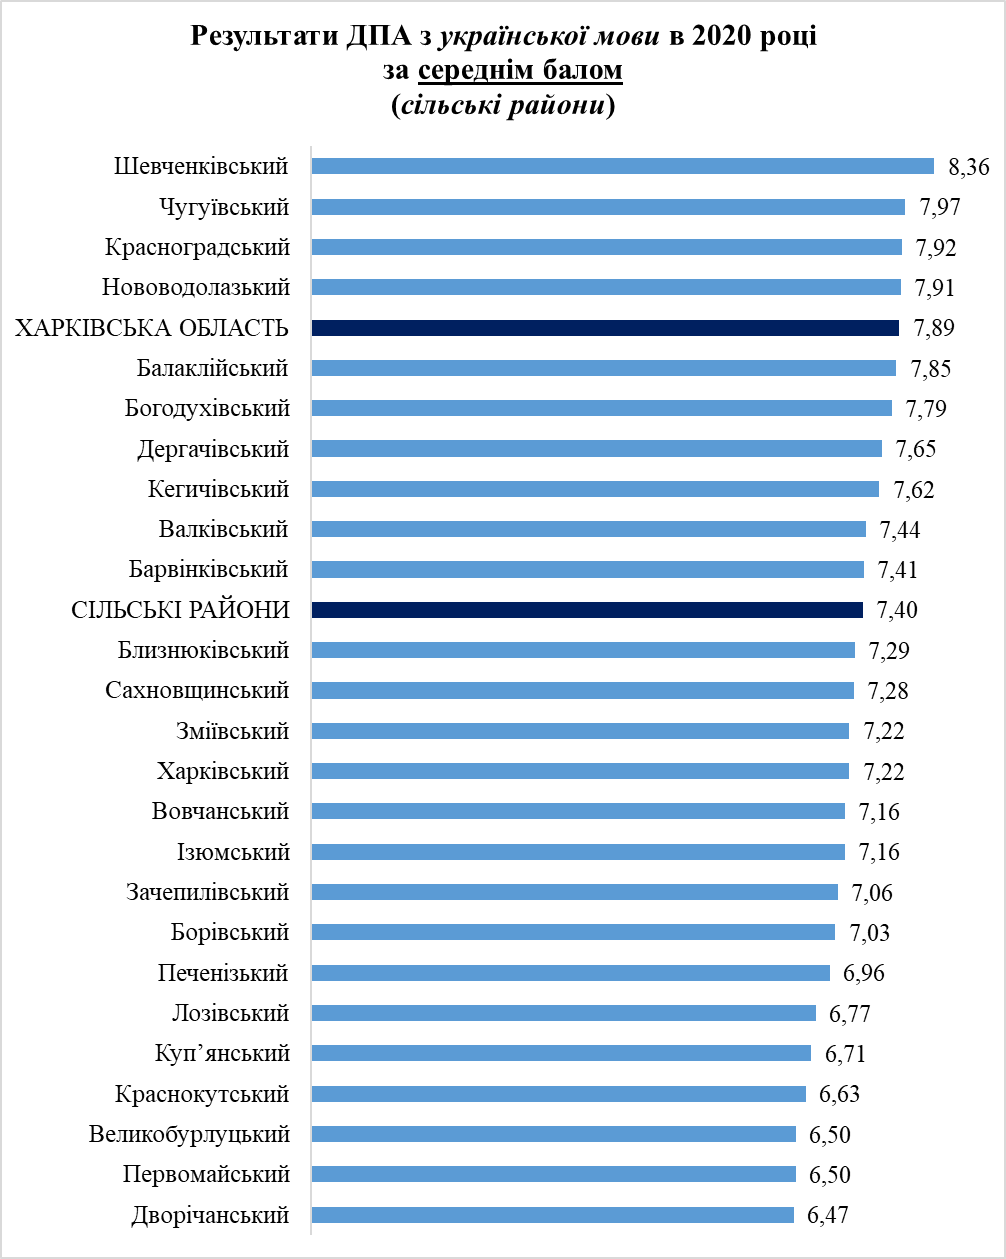 Результати ДПА з української мови в 2020 році
за середнім балом
(сільські райони)
Шевченківський 8,36
Чугуївський 7,97
Красноградський 7,92
Нововодолазький 7,91
ХАРКІВСЬКА ОБЛАСТЬ 7,89
Балаклійський 7,85
Богодухівський 7,79
Дергачівський 7,65
Кегичівський 7,62
Валківський 7,44
Барвінківський 7,41
СІЛЬСЬКІ РАЙОНИ 7,40
Близнюківський 7,29
Сахновщинський 7,28
Зміївський 7,22
Харківський 7,22
Вовчанський 7,16
Ізюмський 7,16
Зачепилівський 7,06
Борівський 7,03
Печенізький 6,96
Лозівський 6,77
Куп’янський 6,71
Краснокутський 6,63
Великобурлуцький 6,50
Первомайський 6,50
Дворічанський 6,47